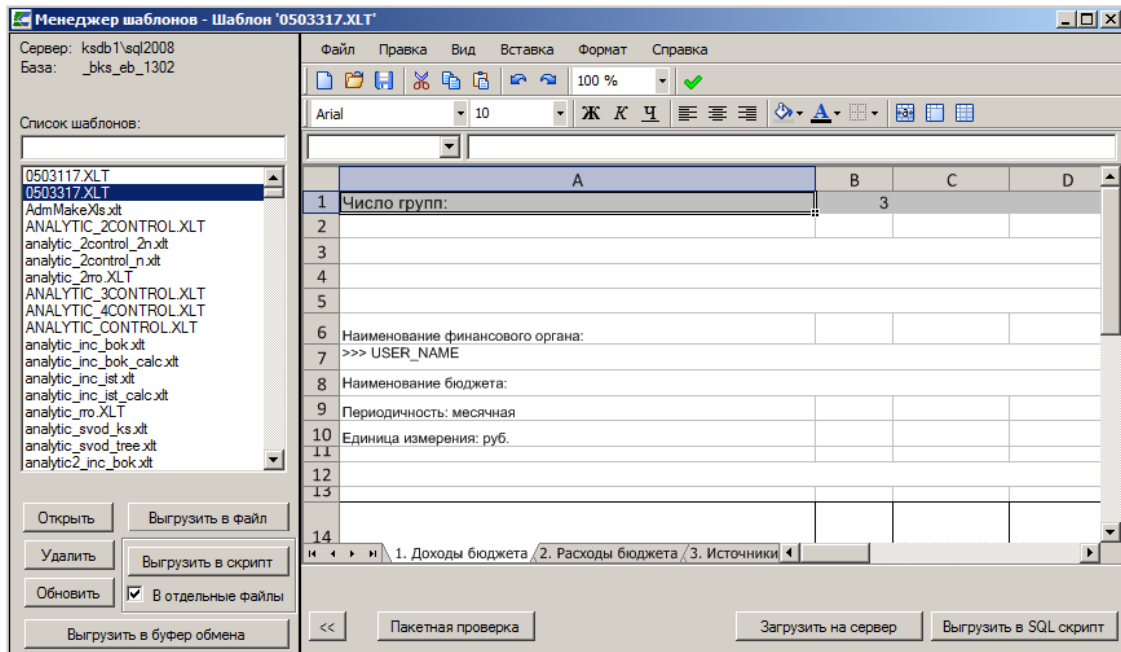 Менеджер шаблонов - Шаблон '0503317.XLT'
Сервер: ksdb1\sql2008
База: _bks_eb_1302
Список шаблонов:
0503117.XLT
0503317.XLT
AdmMakeXls.xlt
ANALYTIC_2CONTROL.XLT
analytic_2control_2n.xlt
analytic_2control_n.xlt
analytic_2rro.XLT
ANALYTIC_3CONTROL.XLT
ANALYTIC_4CONTROL.XLT
ANALYTIC_CONTROL.XLT
analytic_inc_bok.xlt
analytic_inc_bok_calc.xlt
analytic_inc_ist.xlt
analytic_inc_ist_calc.xlt
analytic_rro.XLT
analytic_svod_ks.xlt
analytic_svod_tree.xlt
analytic2_inc_bok.xlt
Открыть Выгрузить в файл
Удалить Выгрузить в скрипт
Обновить В отдельные файлы
Выгрузить в буфер обмена
Файл Правка Вид Вставка Формат Справка
100 %
Arial 10 Ж К Ч A a
A B C D
1 Число групп: 3
2
3
4
5
6 Наименование финансового органа:
7 >>> USER_NAME
8 Наименование бюджета:
9 Периодичность: месячная
10 Единица измерения: руб.
11
12
13
14
1. Доходы бюджета 2. Расходы бюджета 3. Источники
<< Пакетная проверка Загрузить на сервер Выгрузить в SQL скрипт